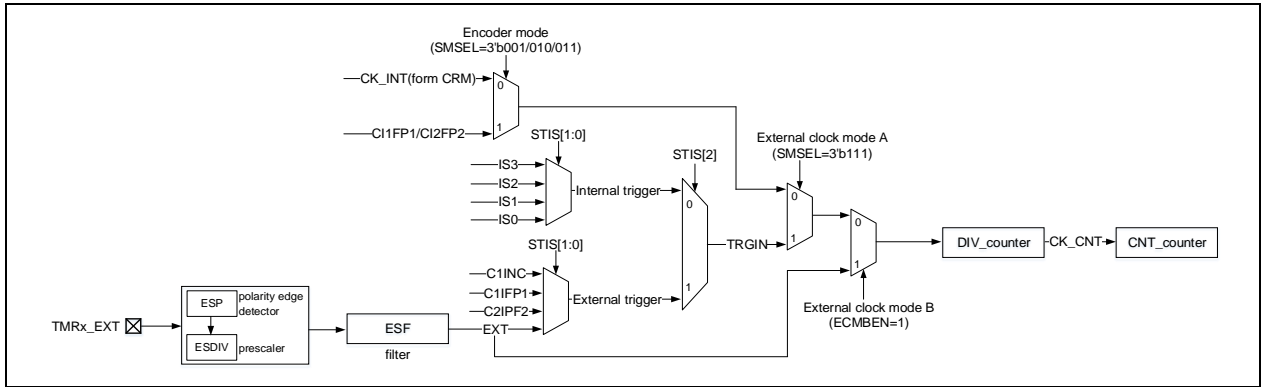 Encoder mode
(SMSEL=3'b001/010/011)
CK_INT(form CRM)
0
1
CI1FP1/CI2FP2
STIS[1:0]
IS3
IS2
IS1
IS0
Internal trigger
STIS[2]
0
1
External clock mode A
(SMSEL=3'b111)
0
1
TRGIN
0
1
DIV_counter
CK_CNT
CNT_counter
STIS[1:0]
C1INC
C1IFP1
C2IPF2
EXT
External trigger
External clock mode B
(ECMBEN=1)
TMRx_EXT
ESP
polarity edge
detector
ESDIV
prescaler
ESF
filter